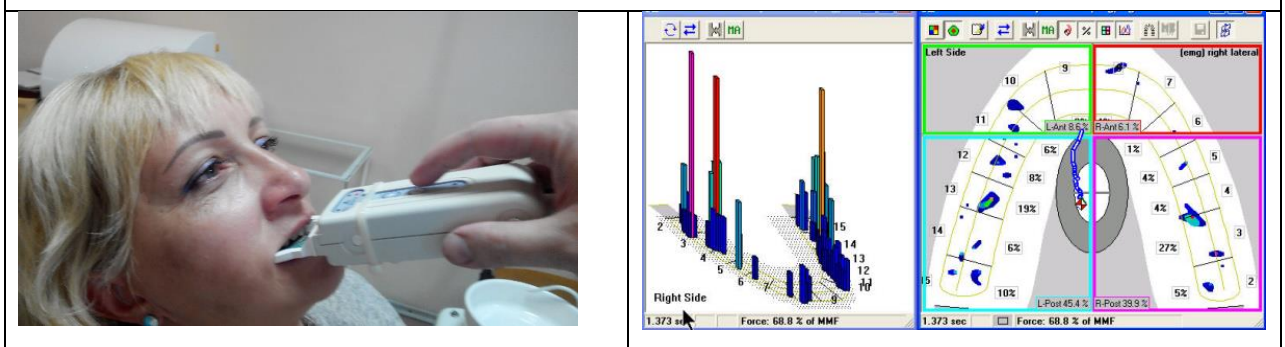 MA
2
3
4
5
6
7
9
10
11
12
13
14
15
Right Side
1.373 sec
Force: 68.8 % of MMF
MA
%
Left Side
[emg] right lateral
9
10
7
11
6
L-Ant 8.6 %
R-Ant 6.1 %
12
6%
1%
5
8%
4%
13
4
19%
4%
14
6%
27%
3
15
10%
5%
2
L-Post 45.4 %
R-Post 39.9 %
1.373 sec
Force: 68.8 % of MMF